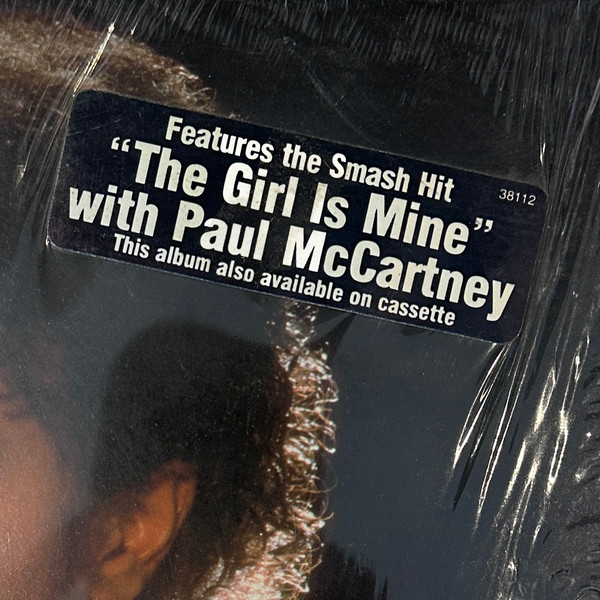 Features the Smash Hit
38112
“The Girl Is Mine”
with Paul McCartney
This album also available on cassette